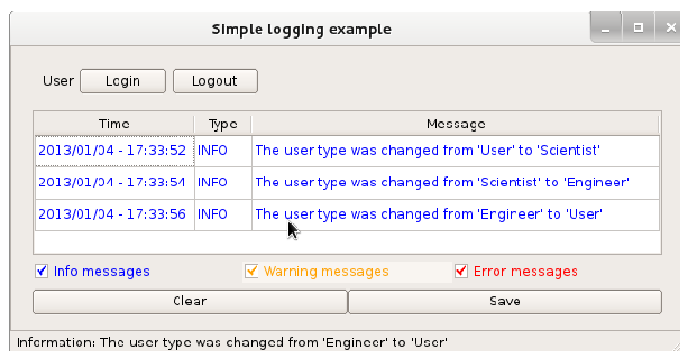 Simple logging example
User Login Logout
Time Type Message
2013/01/04 - 17:33:52 INFO The user type was changed from 'User' to 'Scientist'
2013/01/04 - 17:33:54 INFO The user type was changed from 'Scientist' to 'Engineer'
2013/01/04 - 17:33:56 INFO The user type was changed from 'Engineer' to 'User'
Info messages Warning messages Error messages
Clear Save
Information: The user type was changed from 'Engineer' to 'User'